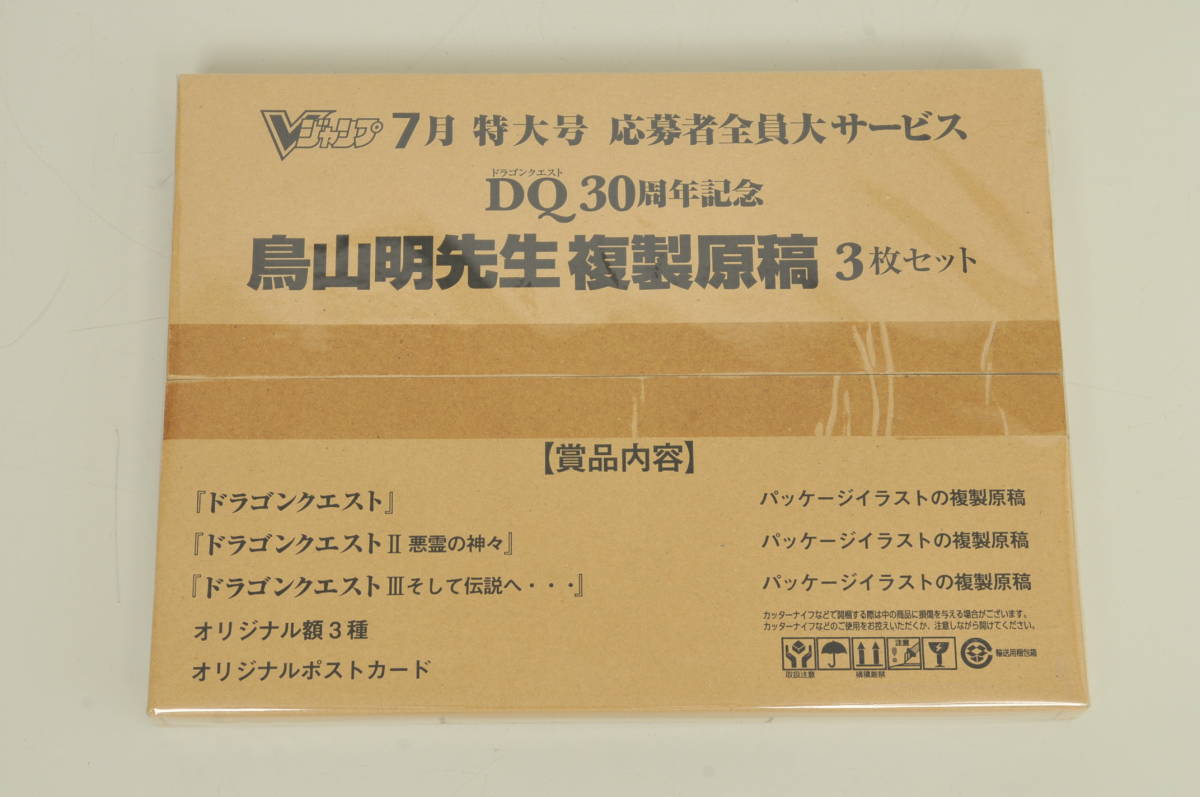 Vジャンプ 7月 特大号 応募者全員大サービス
ドラゴンクエスト
DQ 30周年記念
鳥山明先生 複製原稿 3枚セット
【賞品内容】
『ドラゴンクエスト』 パッケージイラストの複製原稿
『ドラゴンクエストⅡ 悪霊の神々』 パッケージイラストの複製原稿
『ドラゴンクエストⅢ そして伝説へ・・・』 パッケージイラストの複製原稿
オリジナル額3種
オリジナルポストカード
カッターナイフなどで開梱する際は中の商品に損傷を与える場合がございます。
カッターナイフなどのご使用をお控えいただくか、注意しながら開けてください。
注意
取扱注意 横積厳禁 輸送用梱包箱